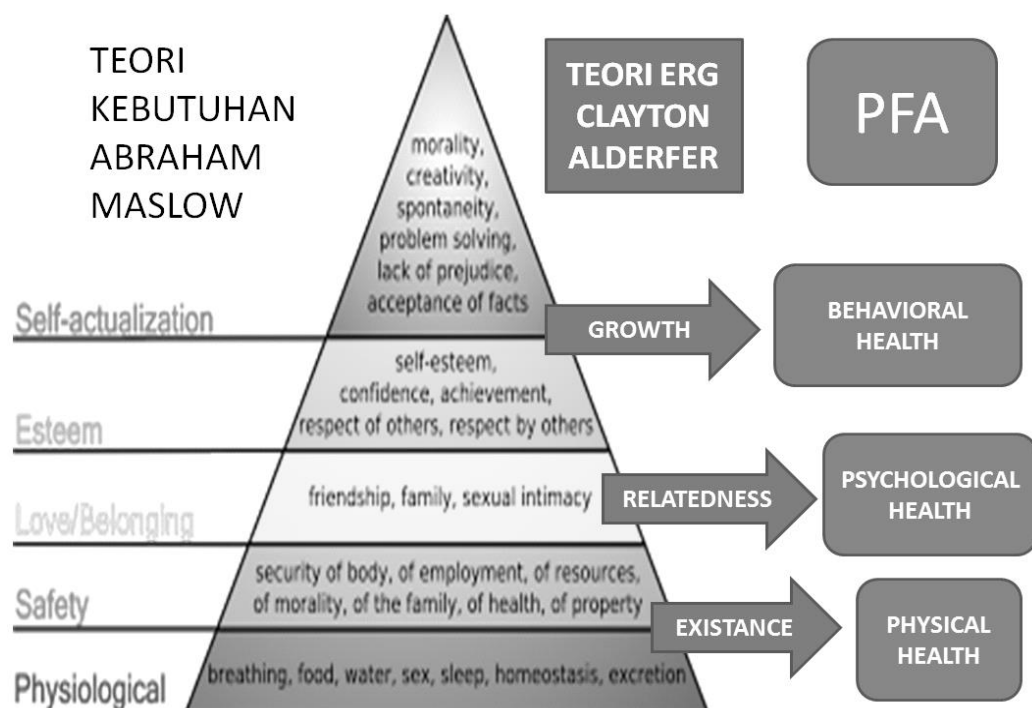 TEORI
KEBUTUHAN
ABRAHAM
MASLOW
TEORI ERG
CLAYTON
ALDERFER
PFA
morality,
creativity,
spontaneity,
problem solving,
lack of prejudice,
acceptance of facts
Self-actualization
GROWTH
BEHAVIORAL
HEALTH
self-esteem,
confidence, achievement,
respect of others, respect by others
Esteem
friendship, family, sexual intimacy
Love/Belonging
RELATEDNESS
PSYCHOLOGICAL
HEALTH
security of body, of employment, of resources,
of morality, of the family, of health, of property
Safety
EXISTANCE
PHYSICAL
HEALTH
breathing, food, water, sex, sleep, homeostasis, excretion
Physiological